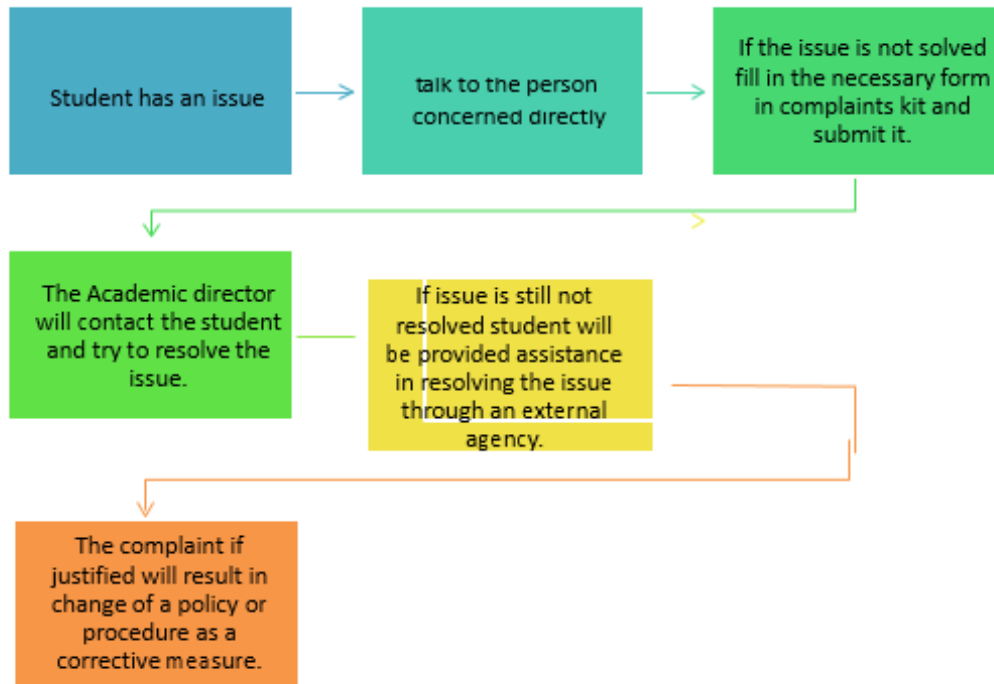 Student has an issue
talk to the person
concerned directly
If the issue is not solved
fill in the necessary form
in complaints kit and
submit it.
The Academic director
will contact the student
and try to resolve the
issue.
If issue is still not
resolved student will
be provided assistance
in resolving the issue
through an external
agency.
The complaint if
justified will result in
change of a policy or
procedure as a
corrective measure.